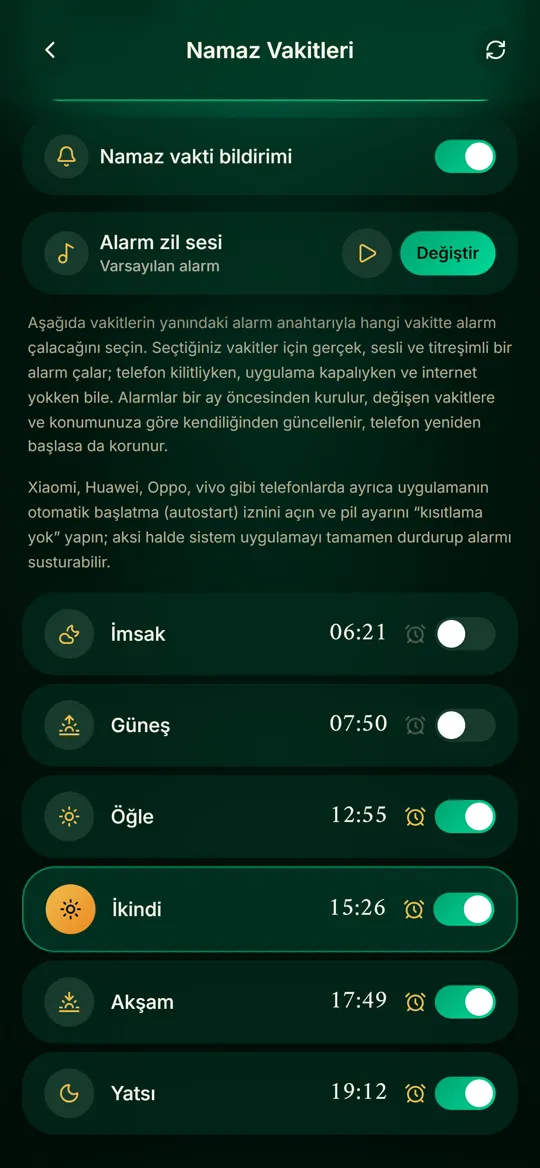 Namaz Vakitleri
Namaz vakti bildirimi
Alarm zil sesi
Varsayılan alarm
Değiştir
Aşağıda vakitlerin yanındaki alarm anahtarıyla hangi vakitte alarm
çalacağını seçin. Seçtiğiniz vakitler için gerçek, sesli ve titreşimli bir
alarm çalar; telefon kilitliyken, uygulama kapalıyken ve internet
yokken bile. Alarmlar bir ay öncesinden kurulur, değişen vakitlere
ve konumunuza göre kendiliğinden güncellenir, telefon yeniden
başlasa da korunur.
Xiaomi, Huawei, Oppo, vivo gibi telefonlarda ayrıca uygulamanın
otomatik başlatma (autostart) iznini açın ve pil ayarını “kısıtlama
yok” yapın; aksi halde sistem uygulamayı tamamen durdurup alarmı
susturabilir.
İmsak 06:21
Güneş 07:50
Öğle 12:55
İkindi 15:26
Akşam 17:49
Yatsı 19:12